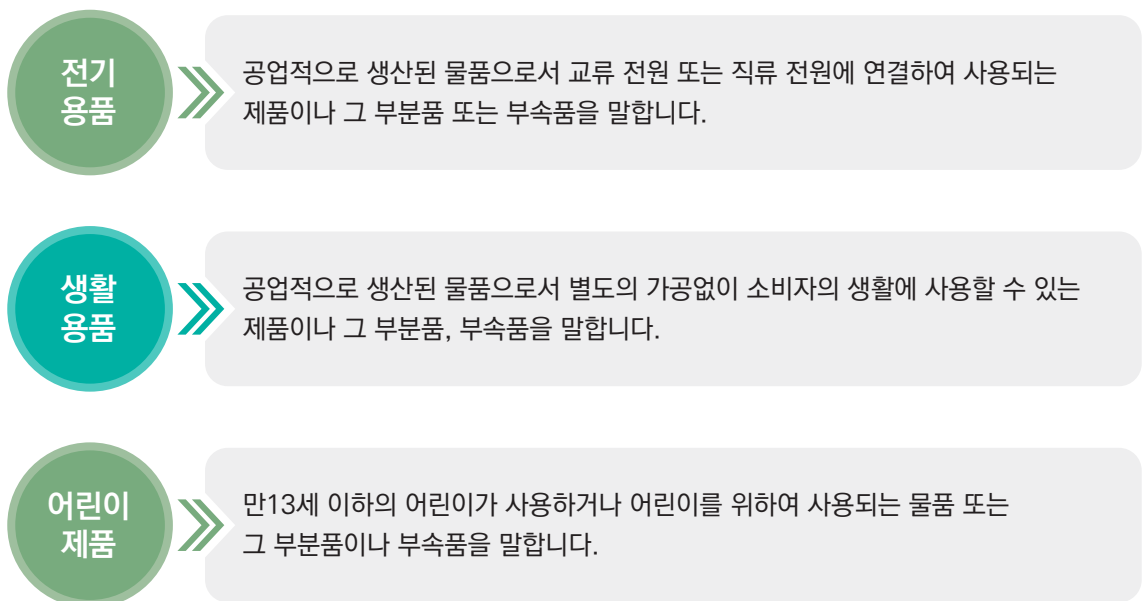 전기
용품
공업적으로 생산된 물품으로서 교류 전원 또는 직류 전원에 연결하여 사용되는
제품이나 그 부분품 또는 부속품을 말합니다.
생활
용품
공업적으로 생산된 물품으로서 별도의 가공없이 소비자의 생활에 사용할 수 있는
제품이나 그 부분품, 부속품을 말합니다.
어린이
제품
만13세 이하의 어린이가 사용하거나 어린이를 위하여 사용되는 물품 또는
그 부분품이나 부속품을 말합니다.